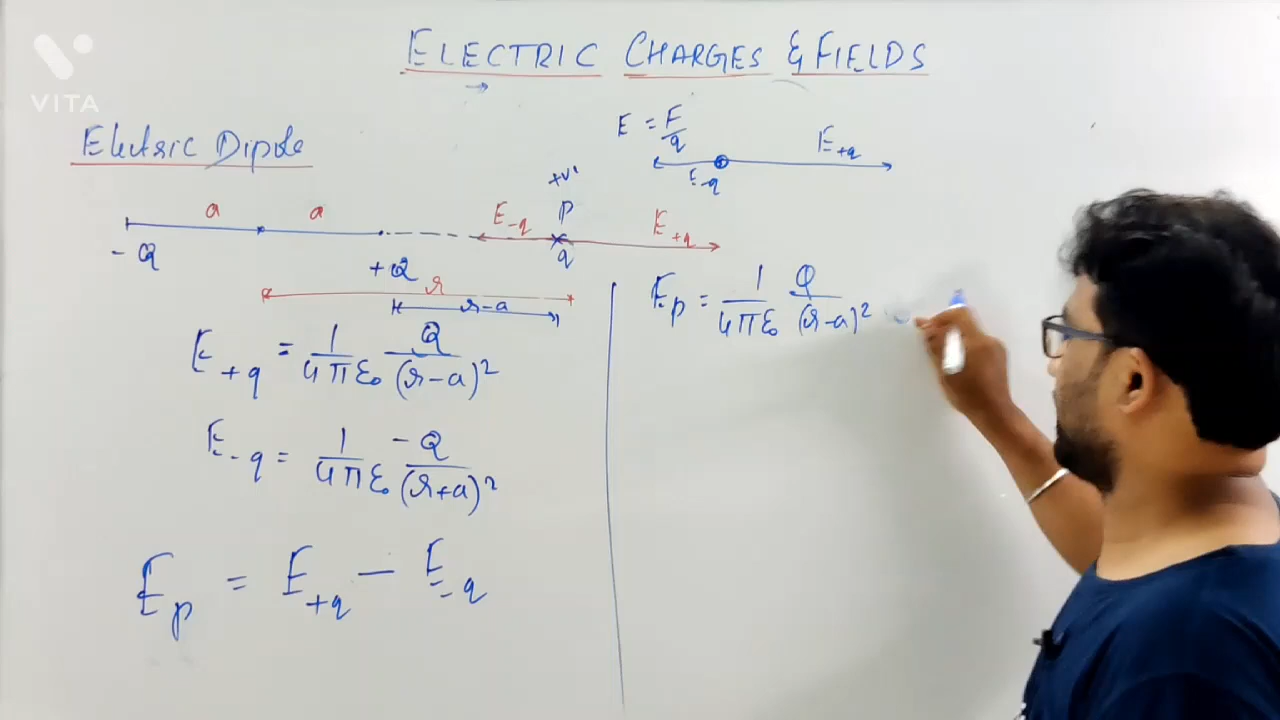 VITA
ELECTRIC CHARGES & FIELDS
Electric Dipole
E = F/q
E+q
E-q
a a
E-q +ve P E+q
-Q +Q q
r
r-a
E+q = 1/4πε₀ Q/(r-a)²
E-q = 1/4πε₀ -Q/(r+a)²
Ep = E+q - E-q
Ep = 1/4πε₀ Q/(r-a)²